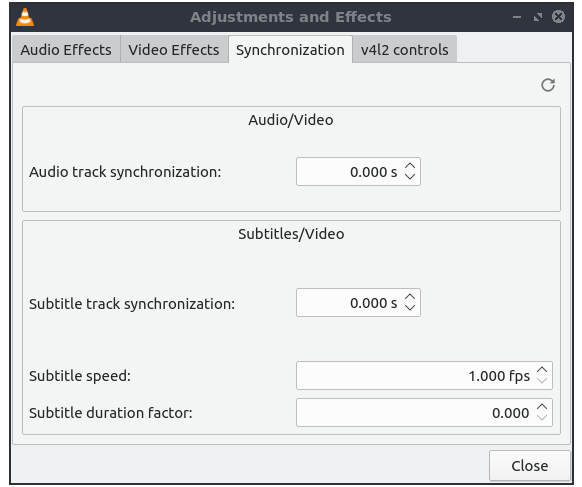 Adjustments and Effects
Audio Effects Video Effects Synchronization v4l2 controls
Audio/Video
Audio track synchronization: 0.000 s
Subtitles/Video
Subtitle track synchronization: 0.000 s
Subtitle speed: 1.000 fps
Subtitle duration factor: 0.000
Close